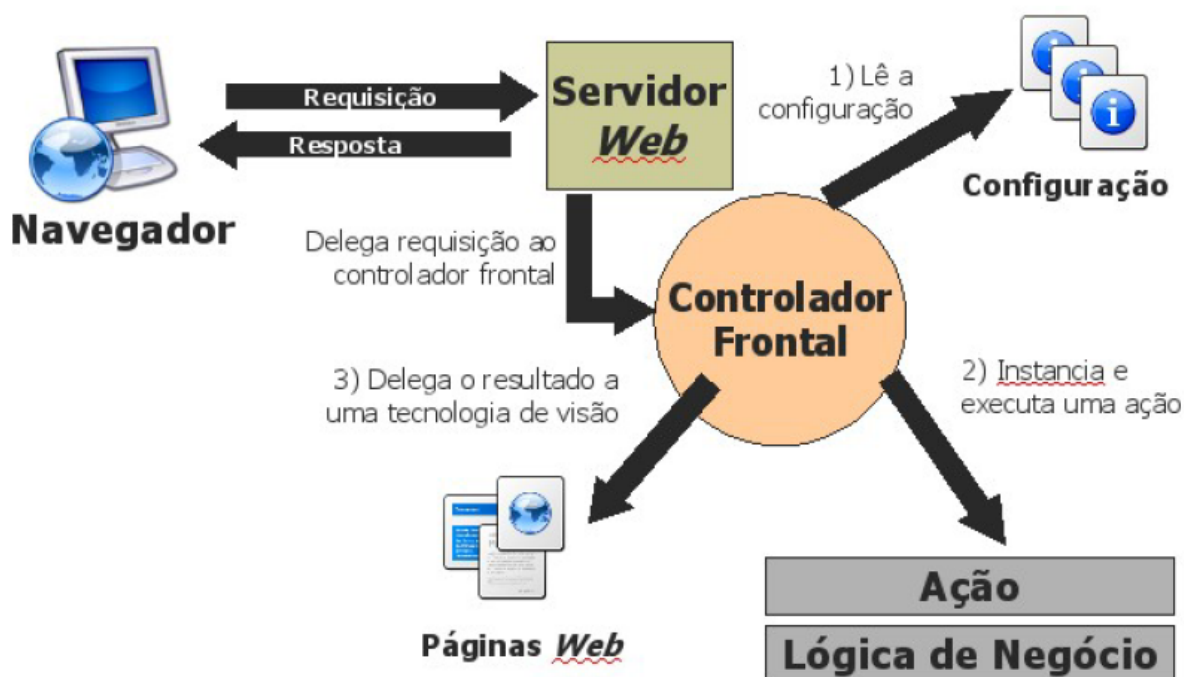 Requisição
Resposta
Navegador
Servidor
Web
1) Lê a
configuração
Configuração
Delega requisição ao
controlador frontal
Controlador
Frontal
3) Delega o resultado a
uma tecnologia de visão
2) Instancia e
executa uma ação
Páginas Web
Ação
Lógica de Negócio